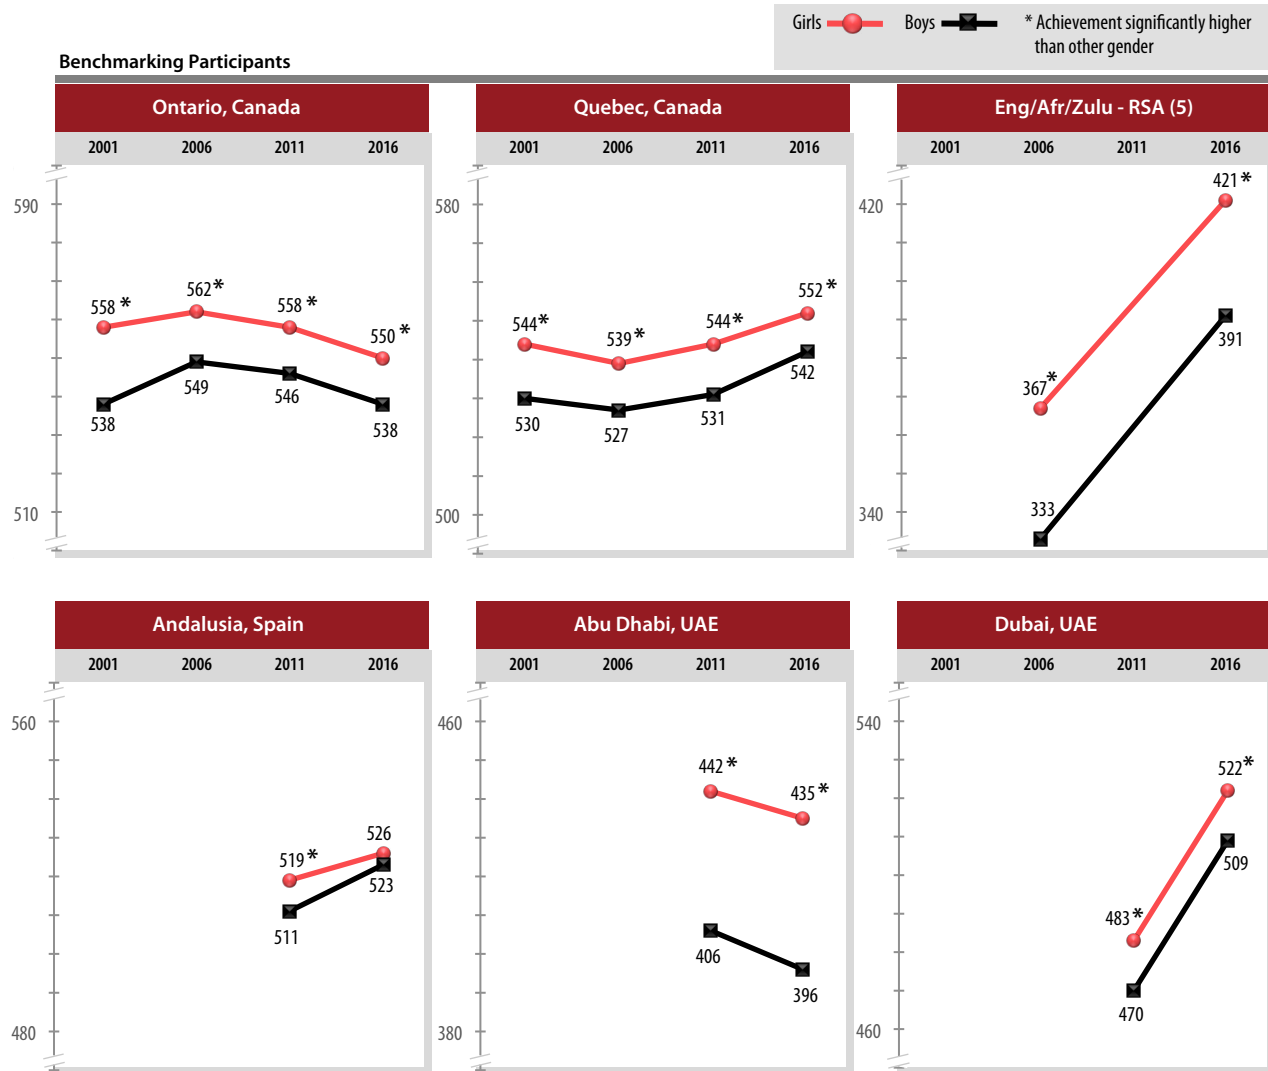 Girls Boys * Achievement significantly higher
than other gender
Benchmarking Participants
Ontario, Canada
2001 2006 2011 2016
590
510
558 * 562 * 558 * 550 *
538 549 546 538
Quebec, Canada
2001 2006 2011 2016
580
500
544 * 539 * 544 * 552 *
530 527 531 542
Eng/Afr/Zulu - RSA (5)
2001 2006 2011 2016
420
340
367 * 421 *
333 391
Andalusia, Spain
2001 2006 2011 2016
560
480
519 * 526
511 523
Abu Dhabi, UAE
2001 2006 2011 2016
460
380
442 * 435 *
406 396
Dubai, UAE
2001 2006 2011 2016
540
460
483 * 522 *
470 509